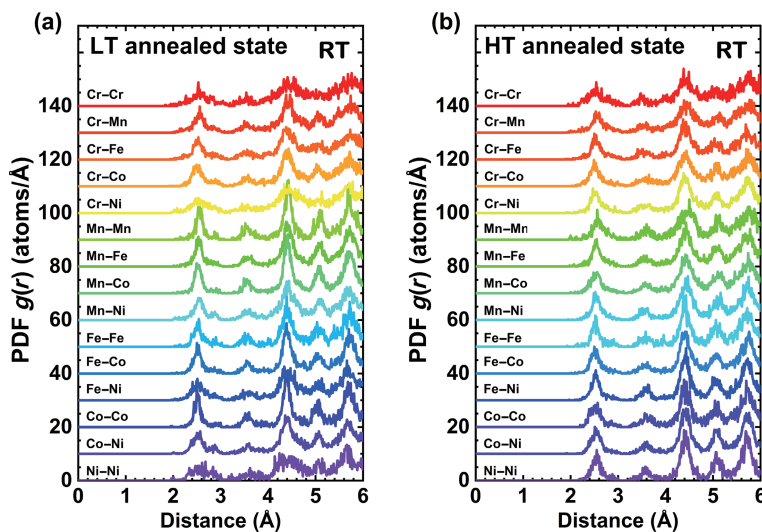 (a)
LT annealed state RT
Cr–Cr
Cr–Mn
Cr–Fe
Cr–Co
Cr–Ni
Mn–Mn
Mn–Fe
Mn–Co
Mn–Ni
Fe–Fe
Fe–Co
Fe–Ni
Co–Co
Co–Ni
Ni–Ni
140
120
100
80
60
40
20
0
PDF g(r) (atoms/Å)
0 1 2 3 4 5 6
Distance (Å)
(b)
HT annealed state RT
Cr–Cr
Cr–Mn
Cr–Fe
Cr–Co
Cr–Ni
Mn–Mn
Mn–Fe
Mn–Co
Mn–Ni
Fe–Fe
Fe–Co
Fe–Ni
Co–Co
Co–Ni
Ni–Ni
140
120
100
80
60
40
20
0
PDF g(r) (atoms/Å)
0 1 2 3 4 5 6
Distance (Å)